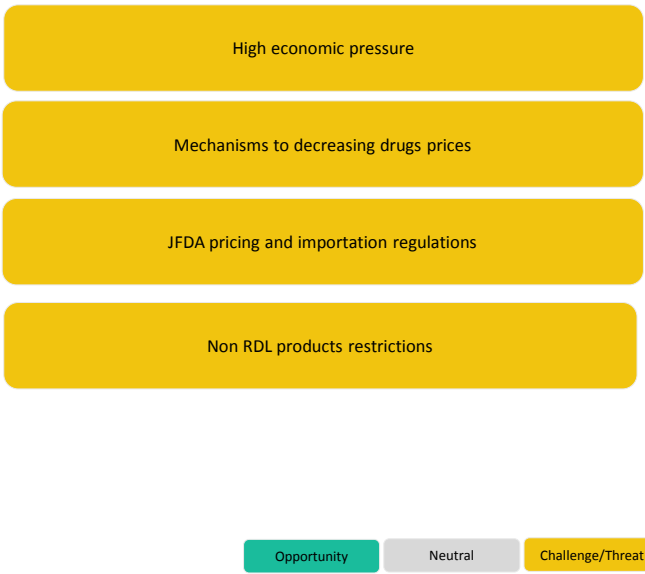 High economic pressure
Mechanisms to decreasing drugs prices
JFDA pricing and importation regulations
Non RDL products restrictions
Opportunity
Neutral
Challenge/Threat